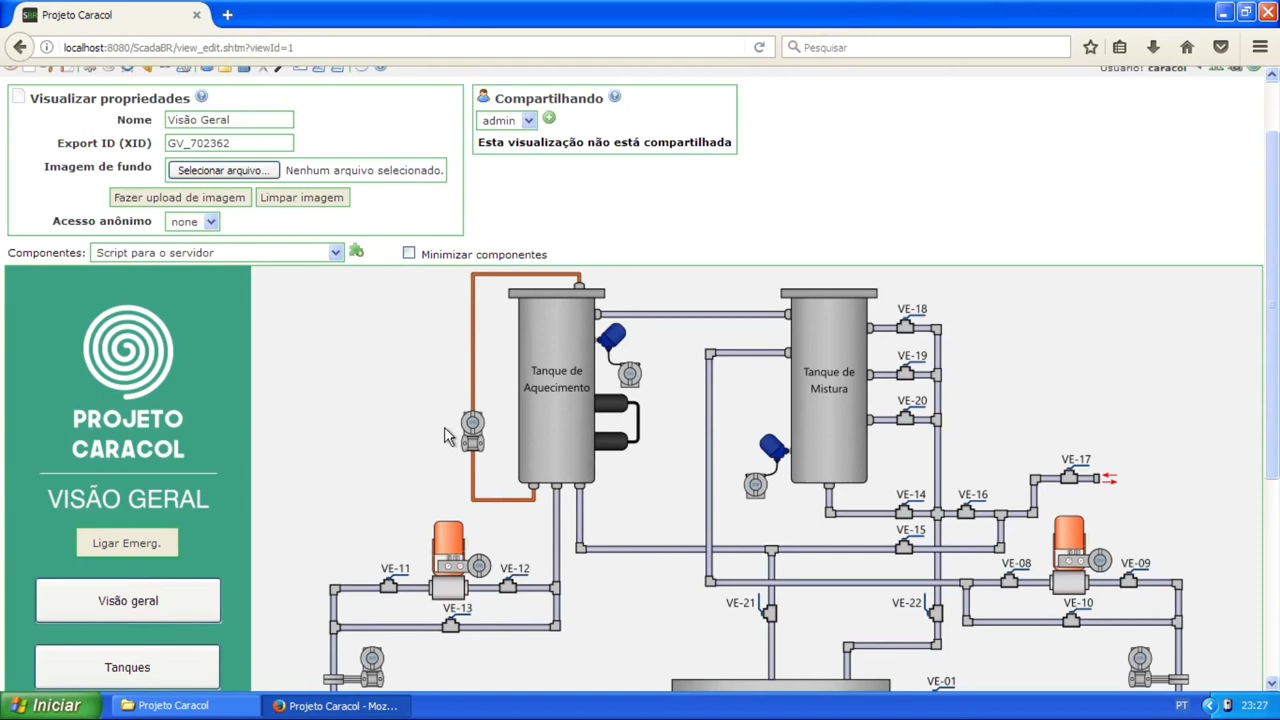 SBR Projeto Caracol
localhost:8080/ScadaBR/view_edit.shtm?viewId=1
Pesquisar
Usuário: caracol
Visualizar propriedades
Nome Visão Geral
Export ID (XID) GV_702362
Imagem de fundo Selecionar arquivo... Nenhum arquivo selecionado.
Fazer upload de imagem Limpar imagem
Acesso anônimo none
Compartilhando
admin
Esta visualização não está compartilhada
Componentes: Script para o servidor
Minimizar componentes
PROJETO
CARACOL
VISÃO GERAL
Ligar Emerg.
Visão geral
Tanques
Tanque de
Aquecimento
Tanque de
Mistura
VE-18
VE-19
VE-20
VE-17
VE-14 VE-16
VE-15
VE-11 VE-12
VE-13
VE-08 VE-09
VE-10
VE-21
VE-22
VE-01
Iniciar Projeto Caracol Projeto Caracol - Moz... PT 23:27